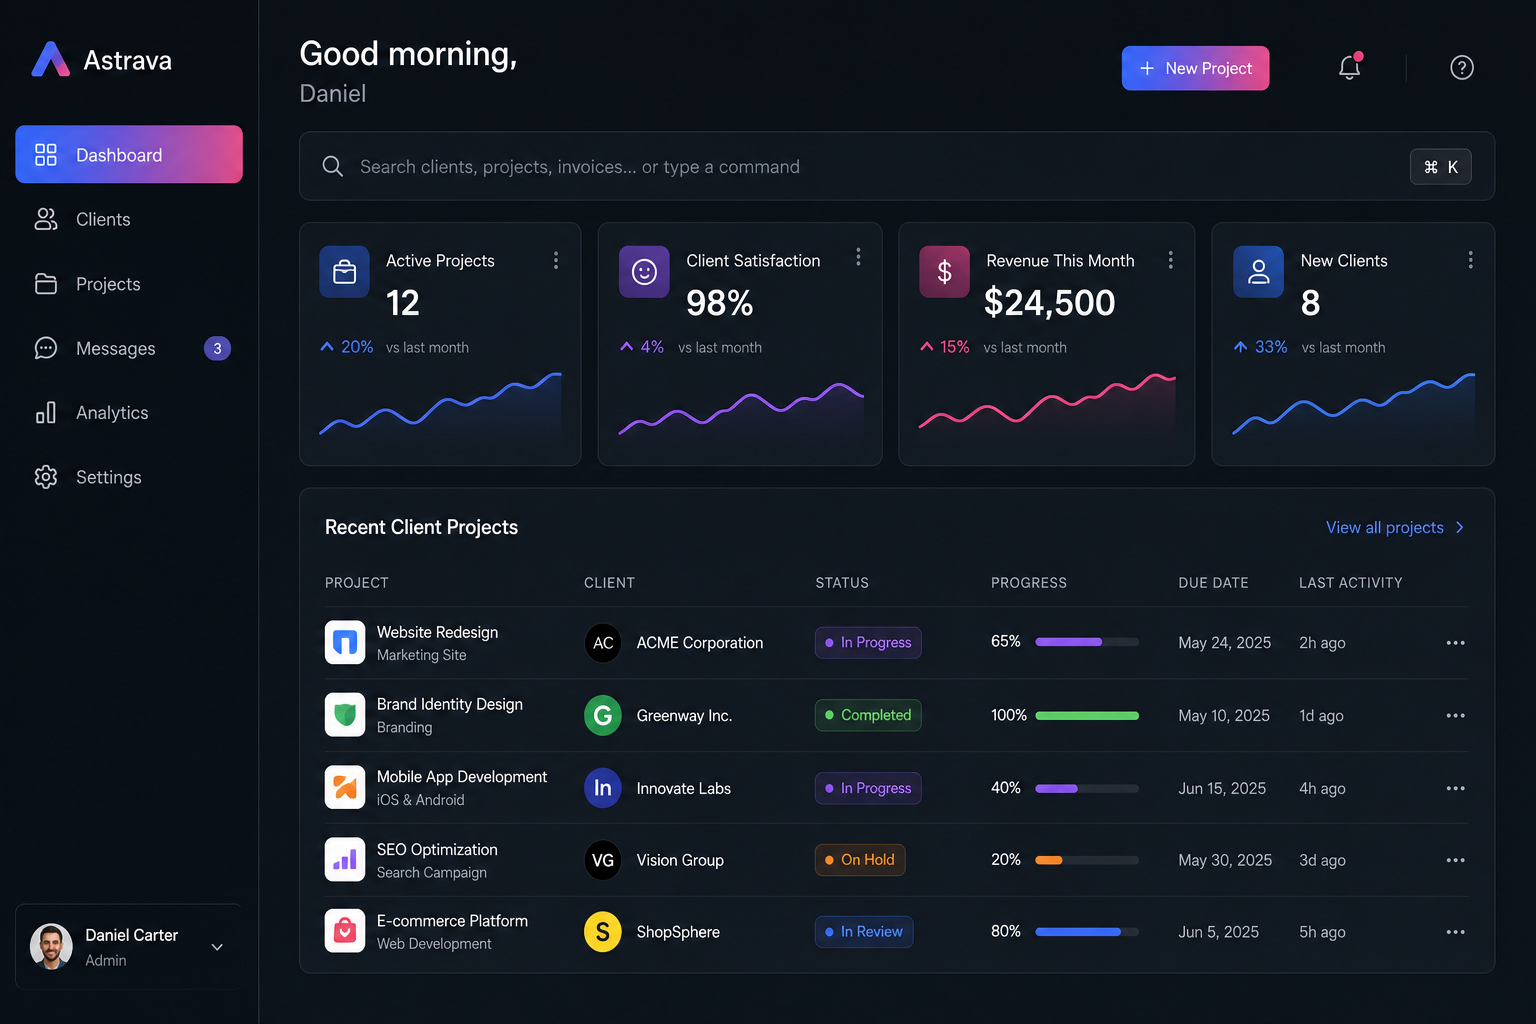 Astrava
Dashboard
Clients
Projects
Messages 3
Analytics
Settings
Daniel Carter
Admin
Good morning,
Daniel
+ New Project
Search clients, projects, invoices... or type a command
⌘ K
Active Projects
12
20% vs last month
Client Satisfaction
98%
4% vs last month
Revenue This Month
$ $24,500
15% vs last month
New Clients
8
33% vs last month
Recent Client Projects
View all projects
PROJECT CLIENT STATUS PROGRESS DUE DATE LAST ACTIVITY
Website Redesign
Marketing Site
AC ACME Corporation In Progress 65% May 24, 2025 2h ago
Brand Identity Design
Branding
G Greenway Inc. Completed 100% May 10, 2025 1d ago
Mobile App Development
iOS & Android
In Innovate Labs In Progress 40% Jun 15, 2025 4h ago
SEO Optimization
Search Campaign
VG Vision Group On Hold 20% May 30, 2025 3d ago
E-commerce Platform
Web Development
S ShopSphere In Review 80% Jun 5, 2025 5h ago